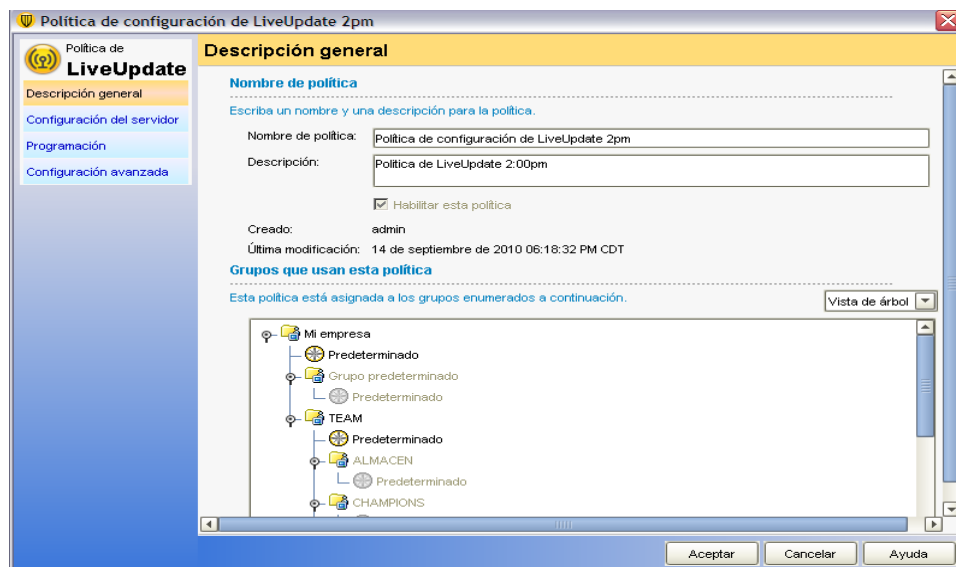 Política de configuración de LiveUpdate 2pm
Política de
LiveUpdate
Descripción general
Configuración del servidor
Programación
Configuración avanzada
Descripción general
Nombre de política
Escriba un nombre y una descripción para la política.
Nombre de política: Política de configuración de LiveUpdate 2pm
Descripción: Politica de LiveUpdate 2:00pm
Habilitar esta política
Creado: admin
Última modificación: 14 de septiembre de 2010 06:18:32 PM CDT
Grupos que usan esta política
Esta política está asignada a los grupos enumerados a continuación. Vista de árbol
Mi empresa
Predeterminado
Grupo predeterminado
Predeterminado
TEAM
Predeterminado
ALMACEN
Predeterminado
CHAMPIONS
Aceptar Cancelar Ayuda